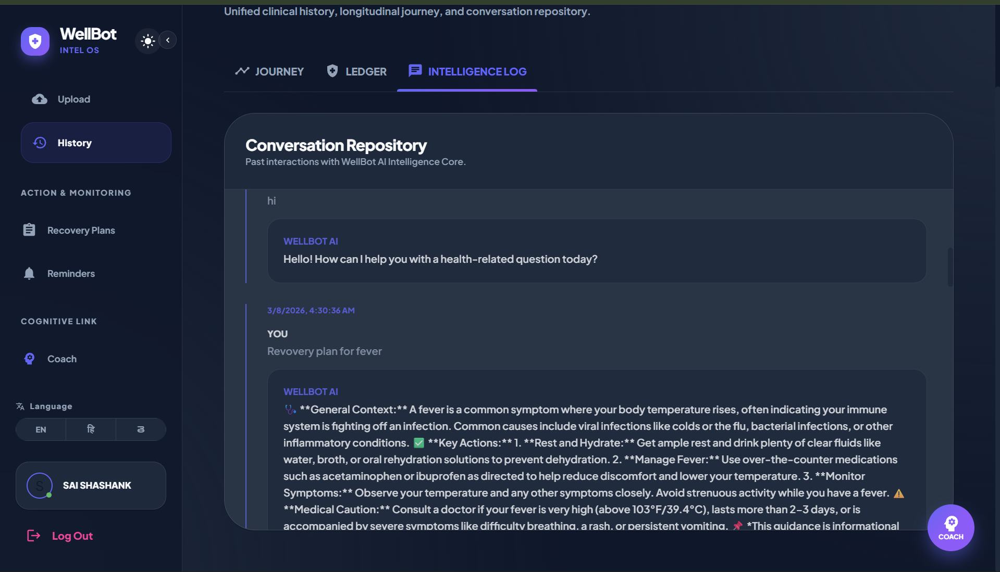 WellBot
INTEL OS
Upload
History
ACTION & MONITORING
Recovery Plans
Reminders
COGNITIVE LINK
Coach
Language
EN
हि
తె
S
SAI SHASHANK
Log Out
Unified clinical history, longitudinal journey, and conversation repository.
JOURNEY
LEDGER
INTELLIGENCE LOG
Conversation Repository
Past interactions with WellBot AI Intelligence Core.
hi
WELLBOT AI
Hello! How can I help you with a health-related question today?
3/8/2026, 4:30:36 AM
YOU
Revovery plan for fever
WELLBOT AI
🩺 **General Context:** A fever is a common symptom where your body temperature rises, often indicating your immune
system is fighting off an infection. Common causes include viral infections like colds or the flu, bacterial infections, or other
inflammatory conditions. ✅ **Key Actions:** 1. **Rest and Hydrate:** Get ample rest and drink plenty of clear fluids like
water, broth, or oral rehydration solutions to prevent dehydration. 2. **Manage Fever:** Use over-the-counter medications
such as acetaminophen or ibuprofen as directed to help reduce discomfort and lower your temperature. 3. **Monitor
Symptoms:** Observe your temperature and any other symptoms closely. Avoid strenuous activity while you have a fever. ⚠️
**Medical Caution:** Consult a doctor if your fever is very high (above 103°F/39.4°C), lasts more than 2–3 days, or is
accompanied by severe symptoms like difficulty breathing, a rash, or persistent vomiting. 📌 *This guidance is informational
COACH